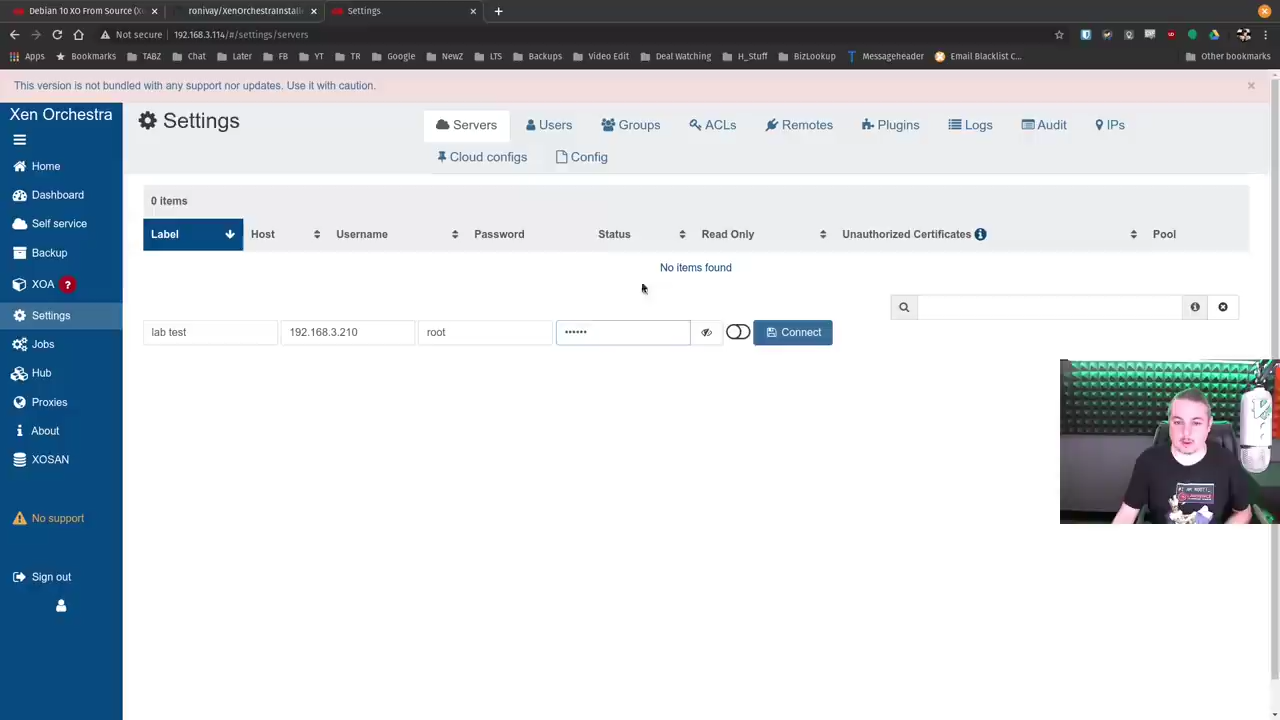 Debian 10 XO From Source (X
ronivay/XenOrchestraInstall
Settings
Not secure
192.168.3.114/#/settings/servers
Apps
Bookmarks
TABZ
Chat
Later
FB
YT
TR
Google
NewZ
LTS
Backups
Video Edit
Deal Watching
H_Stuff
BizLookup
Messageheader
Email Blacklist C...
Other bookmarks
This version is not bundled with any support nor updates. Use it with caution.
Xen Orchestra
Home
Dashboard
Self service
Backup
XOA ?
Settings
Jobs
Hub
Proxies
About
XOSAN
No support
Sign out
Settings
Servers
Users
Groups
ACLs
Remotes
Plugins
Logs
Audit
IPs
Cloud configs
Config
0 items
Label
Host
Username
Password
Status
Read Only
Unauthorized Certificates
Pool
No items found
lab test
192.168.3.210
root
••••••
Connect